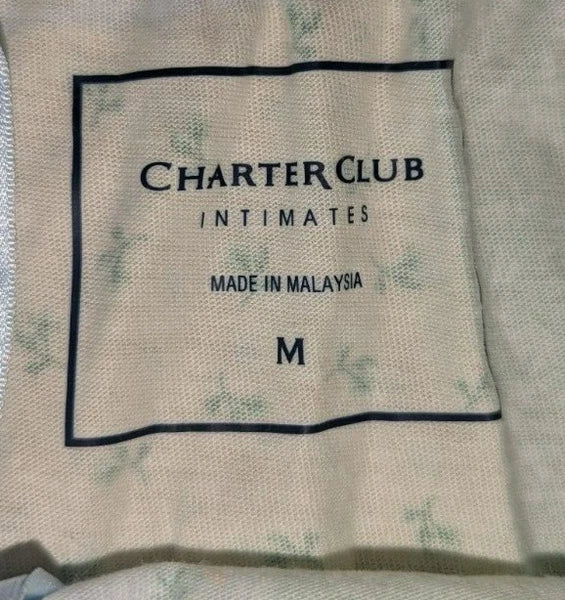 CHARTER CLUB
INTIMATES
MADE IN MALAYSIA
M